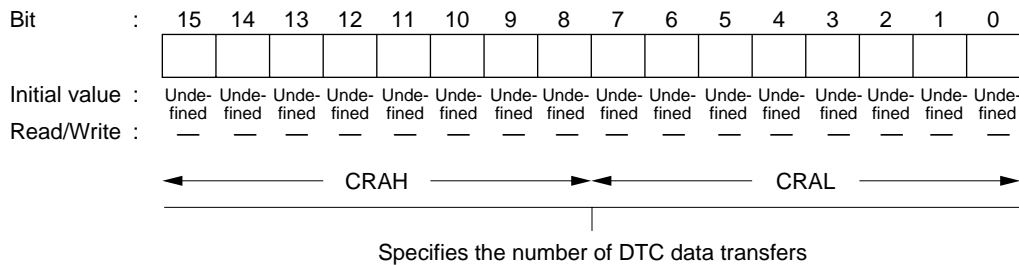 Bit : 15 14 13 12 11 10 9 8 7 6 5 4 3 2 1 0
Initial value : Unde- Unde- Unde- Unde- Unde- Unde- Unde- Unde- Unde- Unde- Unde- Unde- Unde- Unde- Unde- Unde-
fined fined fined fined fined fined fined fined fined fined fined fined fined fined fined fined
Read/Write : — — — — — — — — — — — — — — — —
CRAH CRAL
Specifies the number of DTC data transfers